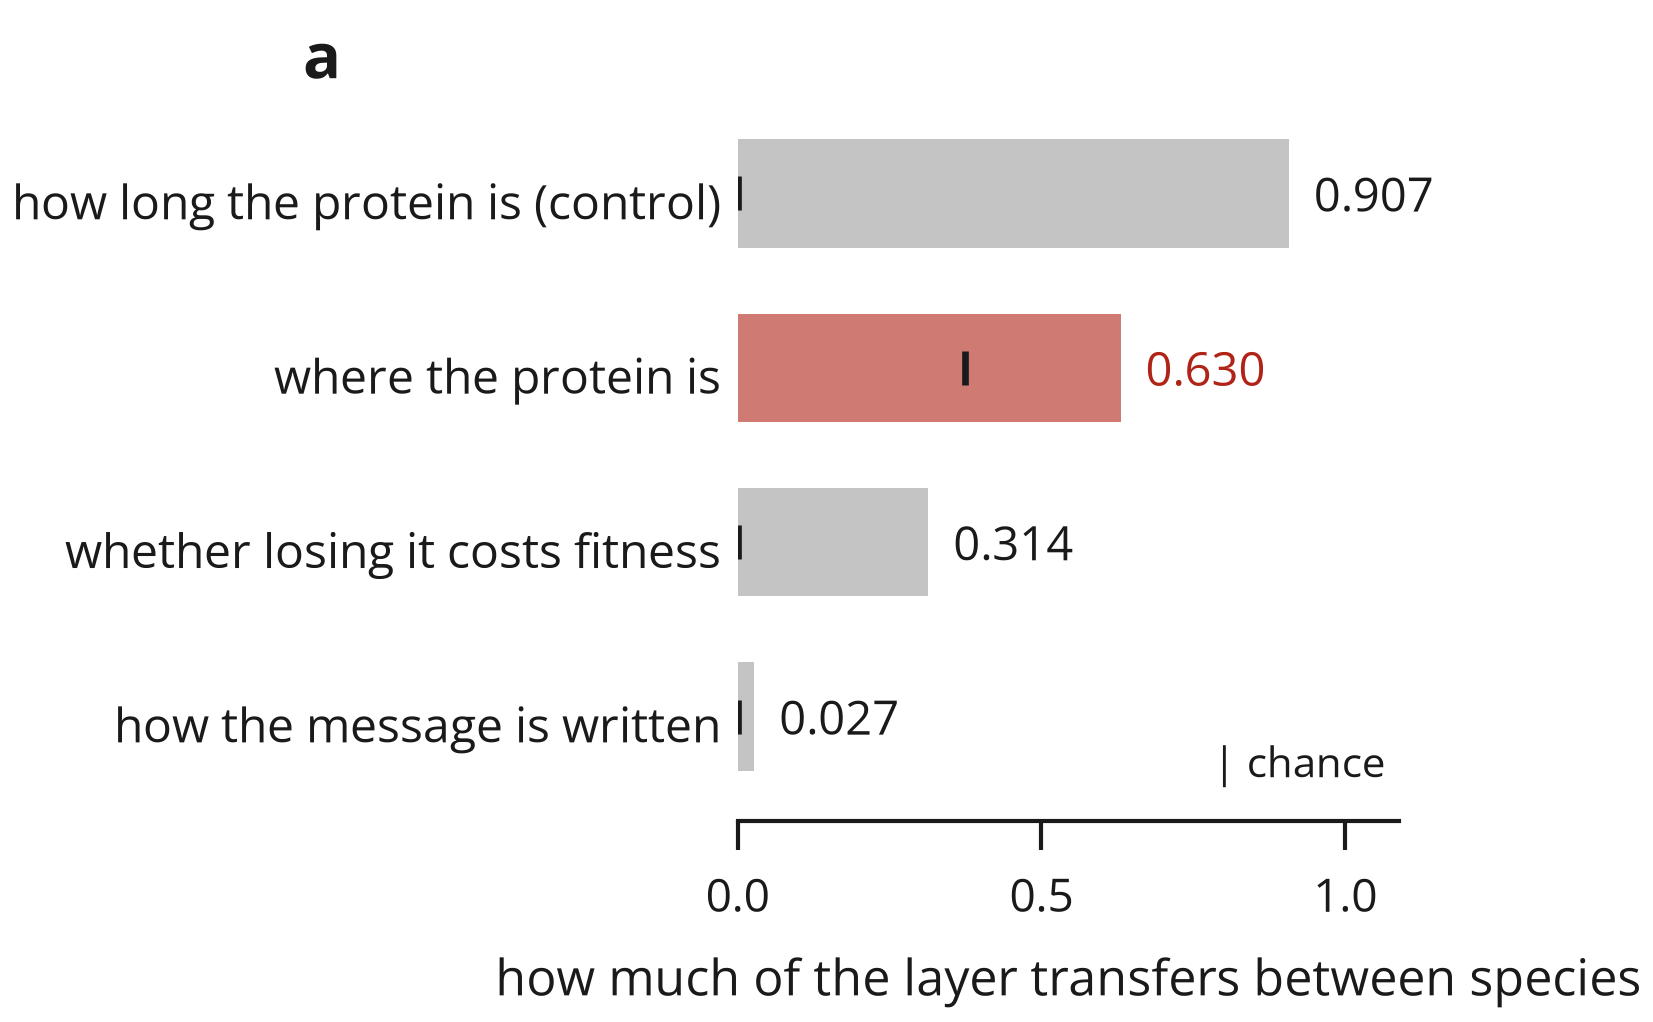 a
how long the protein is (control) 0.907
where the protein is 0.630
whether losing it costs fitness 0.314
how the message is written 0.027
| chance
0.0 0.5 1.0
how much of the layer transfers between species